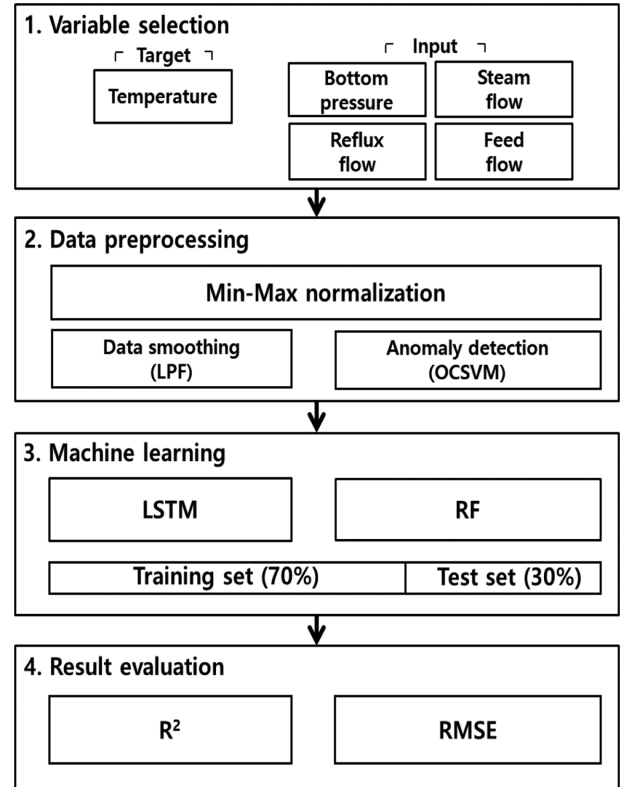 1. Variable selection
┌ Target ┐
┌ Input ┐
Temperature
Bottom
pressure
Steam
flow
Reflux
flow
Feed
flow
2. Data preprocessing
Min-Max normalization
Data smoothing
(LPF)
Anomaly detection
(OCSVM)
3. Machine learning
LSTM
RF
Training set (70%)
Test set (30%)
4. Result evaluation
R²
RMSE